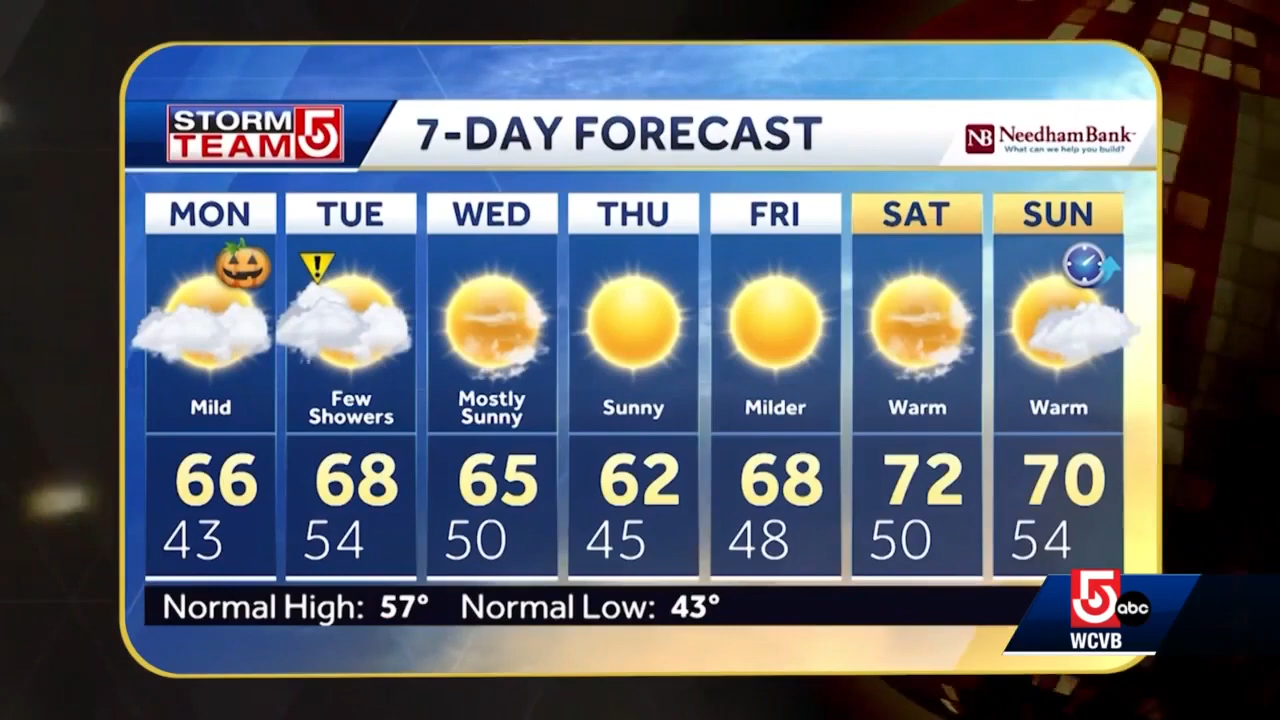 STORM
TEAM 5
7-DAY FORECAST
NB NeedhamBank
What can we help you build?
MON TUE WED THU FRI SAT SUN
!
Mild
Few
Showers
Mostly
Sunny
Sunny
Milder
Warm
Warm
66 68 65 62 68 72 70
43 54 50 45 48 50 54
Normal High: 57° Normal Low: 43°
5 abc
WCVB